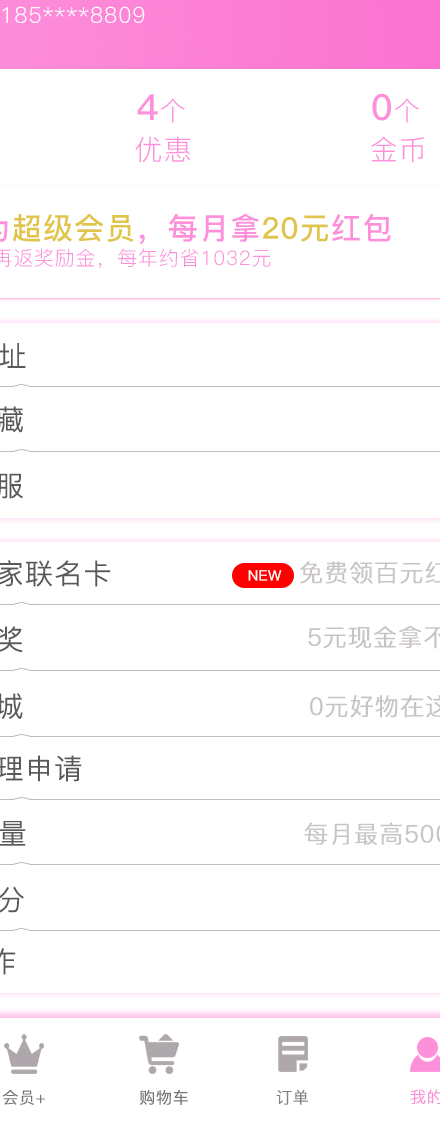 185****8809
4个
0个
优惠
金币
为超级会员，每月拿20元红包
再返奖励金，每年约省1032元
址
藏
服
家联名卡 NEW 免费领百元红
奖 5元现金拿不
城 0元好物在这
理申请
量 每月最高500
分
作
会员+ 购物车 订单 我的